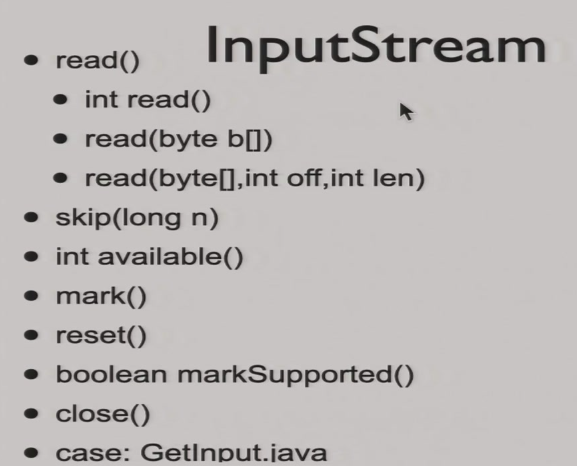 InputStream
• read()
• int read()
• read(byte b[])
• read(byte[],int off,int len)
• skip(long n)
• int available()
• mark()
• reset()
• boolean markSupported()
• close()
• case: GetInput.java